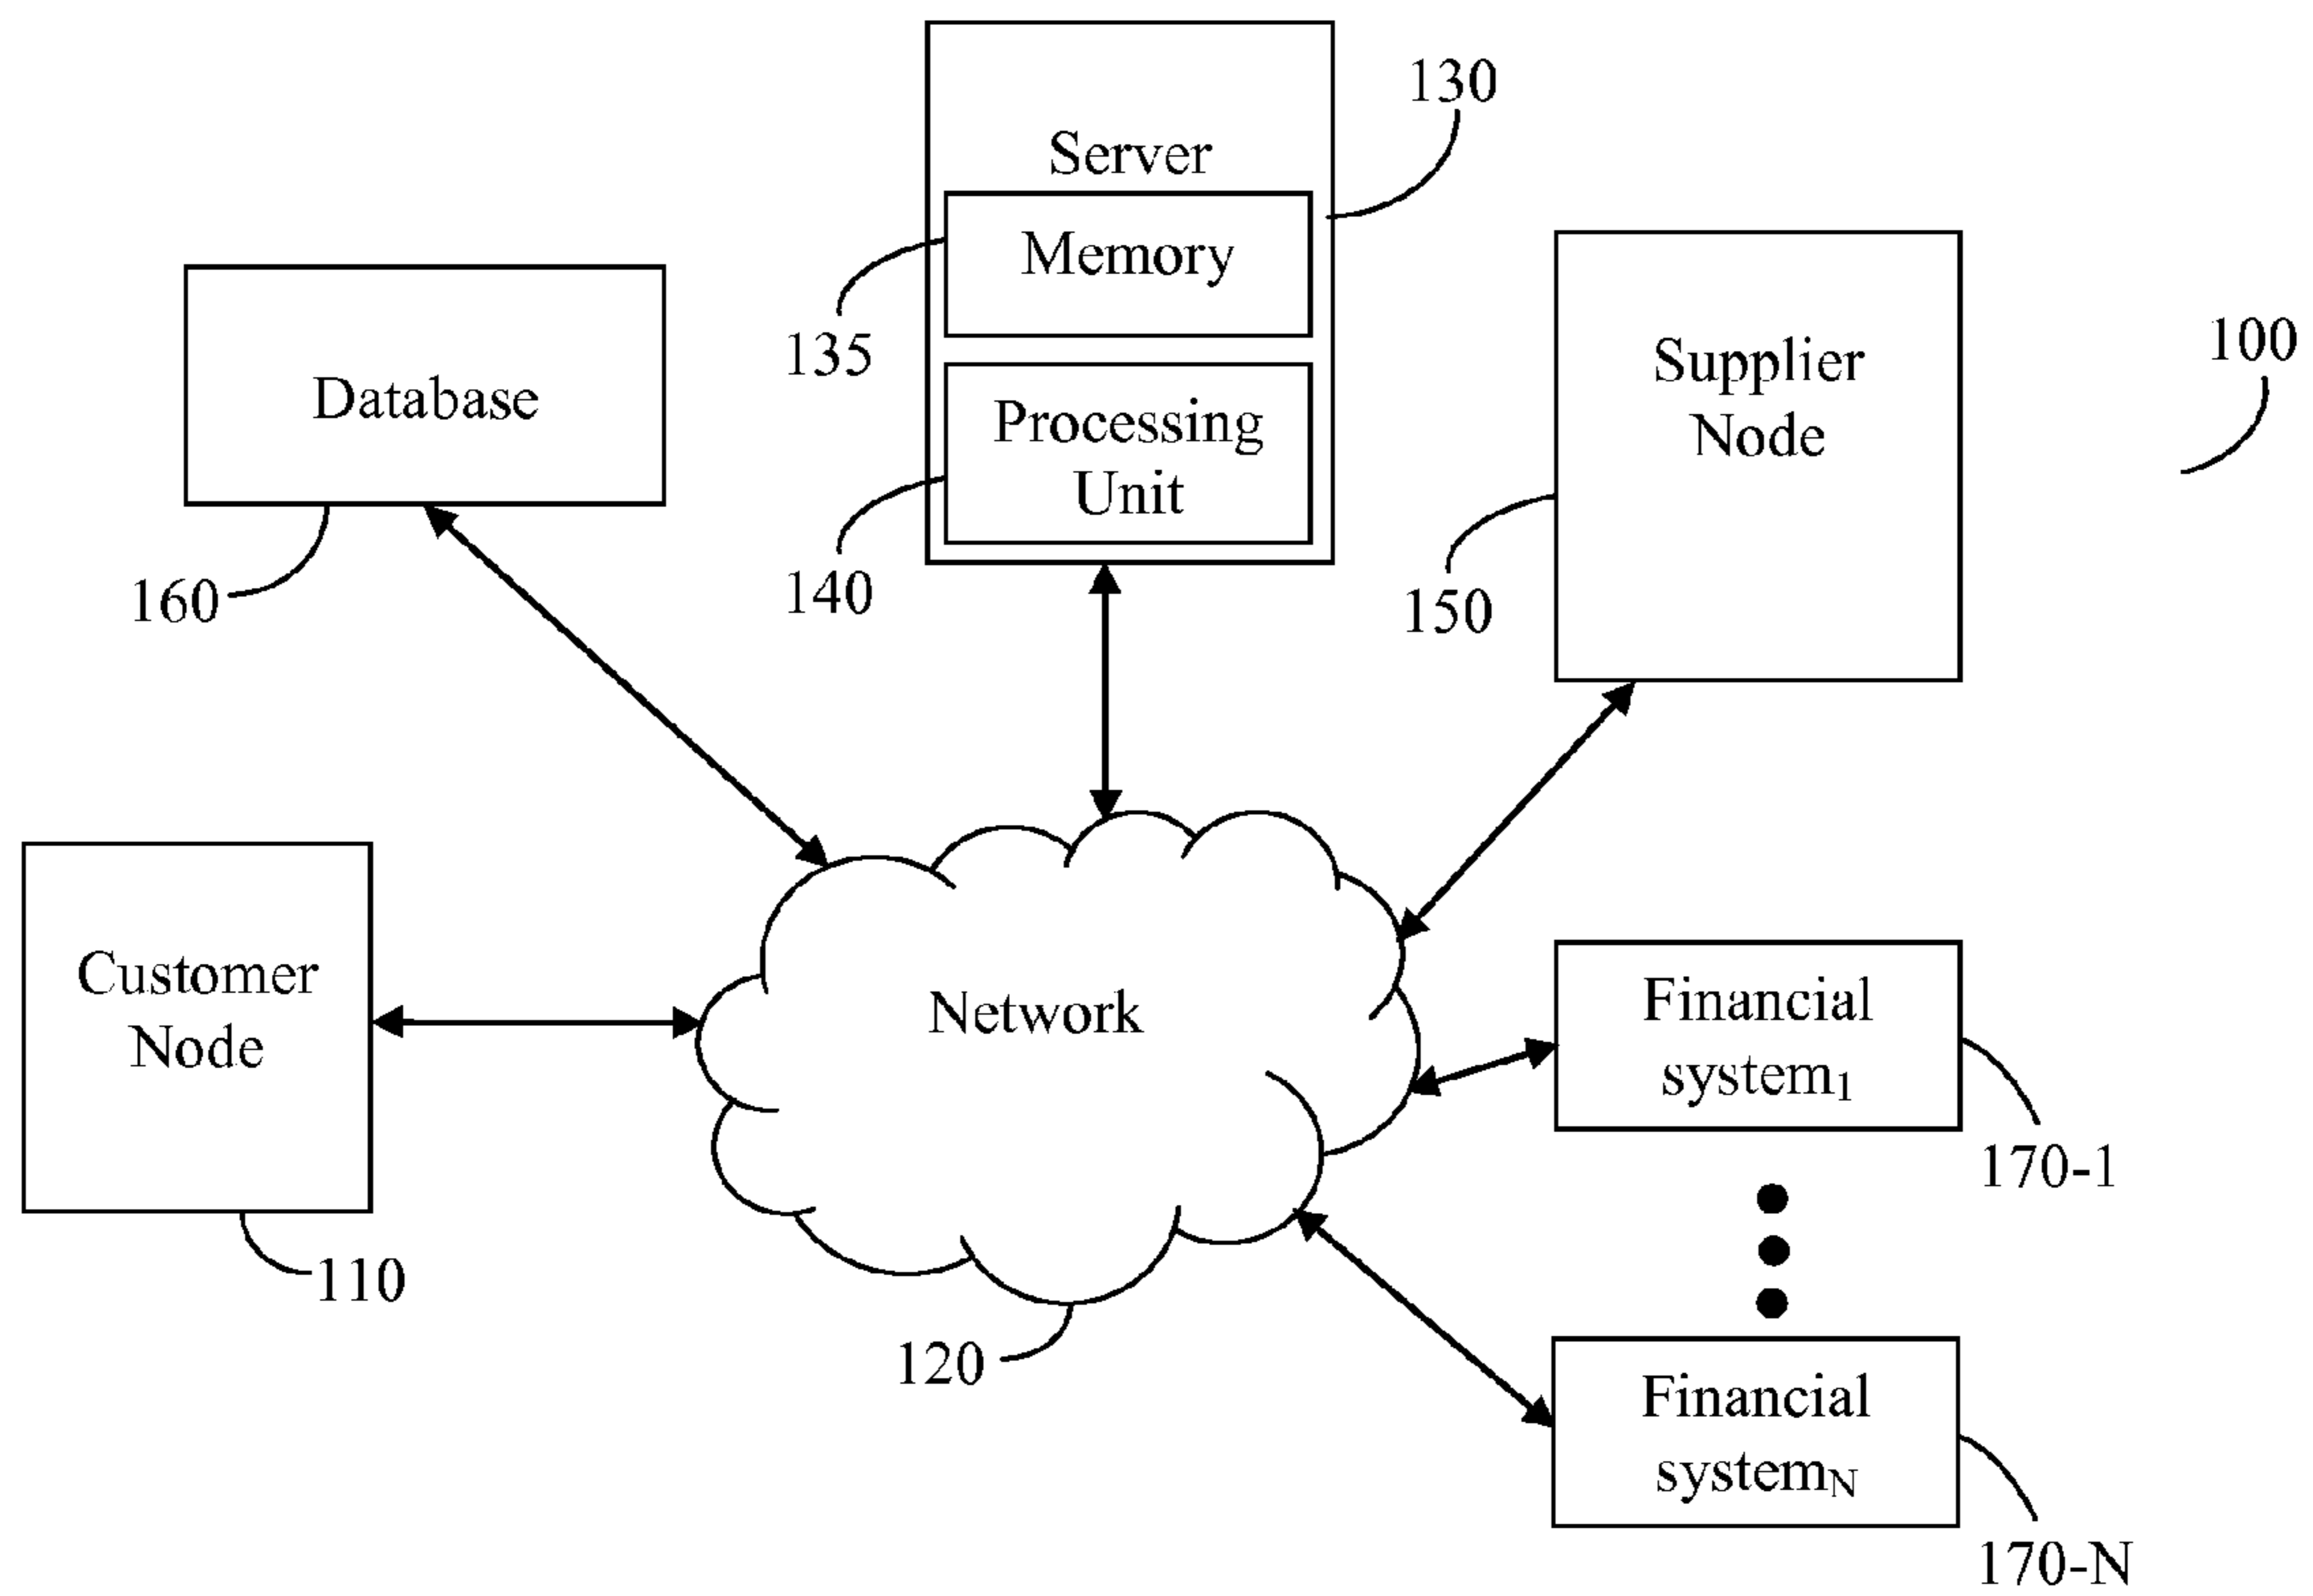 130
Server
Memory
135
Processing
Unit
140
Database
160
Supplier
Node
150
100
Customer
Node
110
Network
120
Financial
system₁
170-1
Financial
systemN
170-N